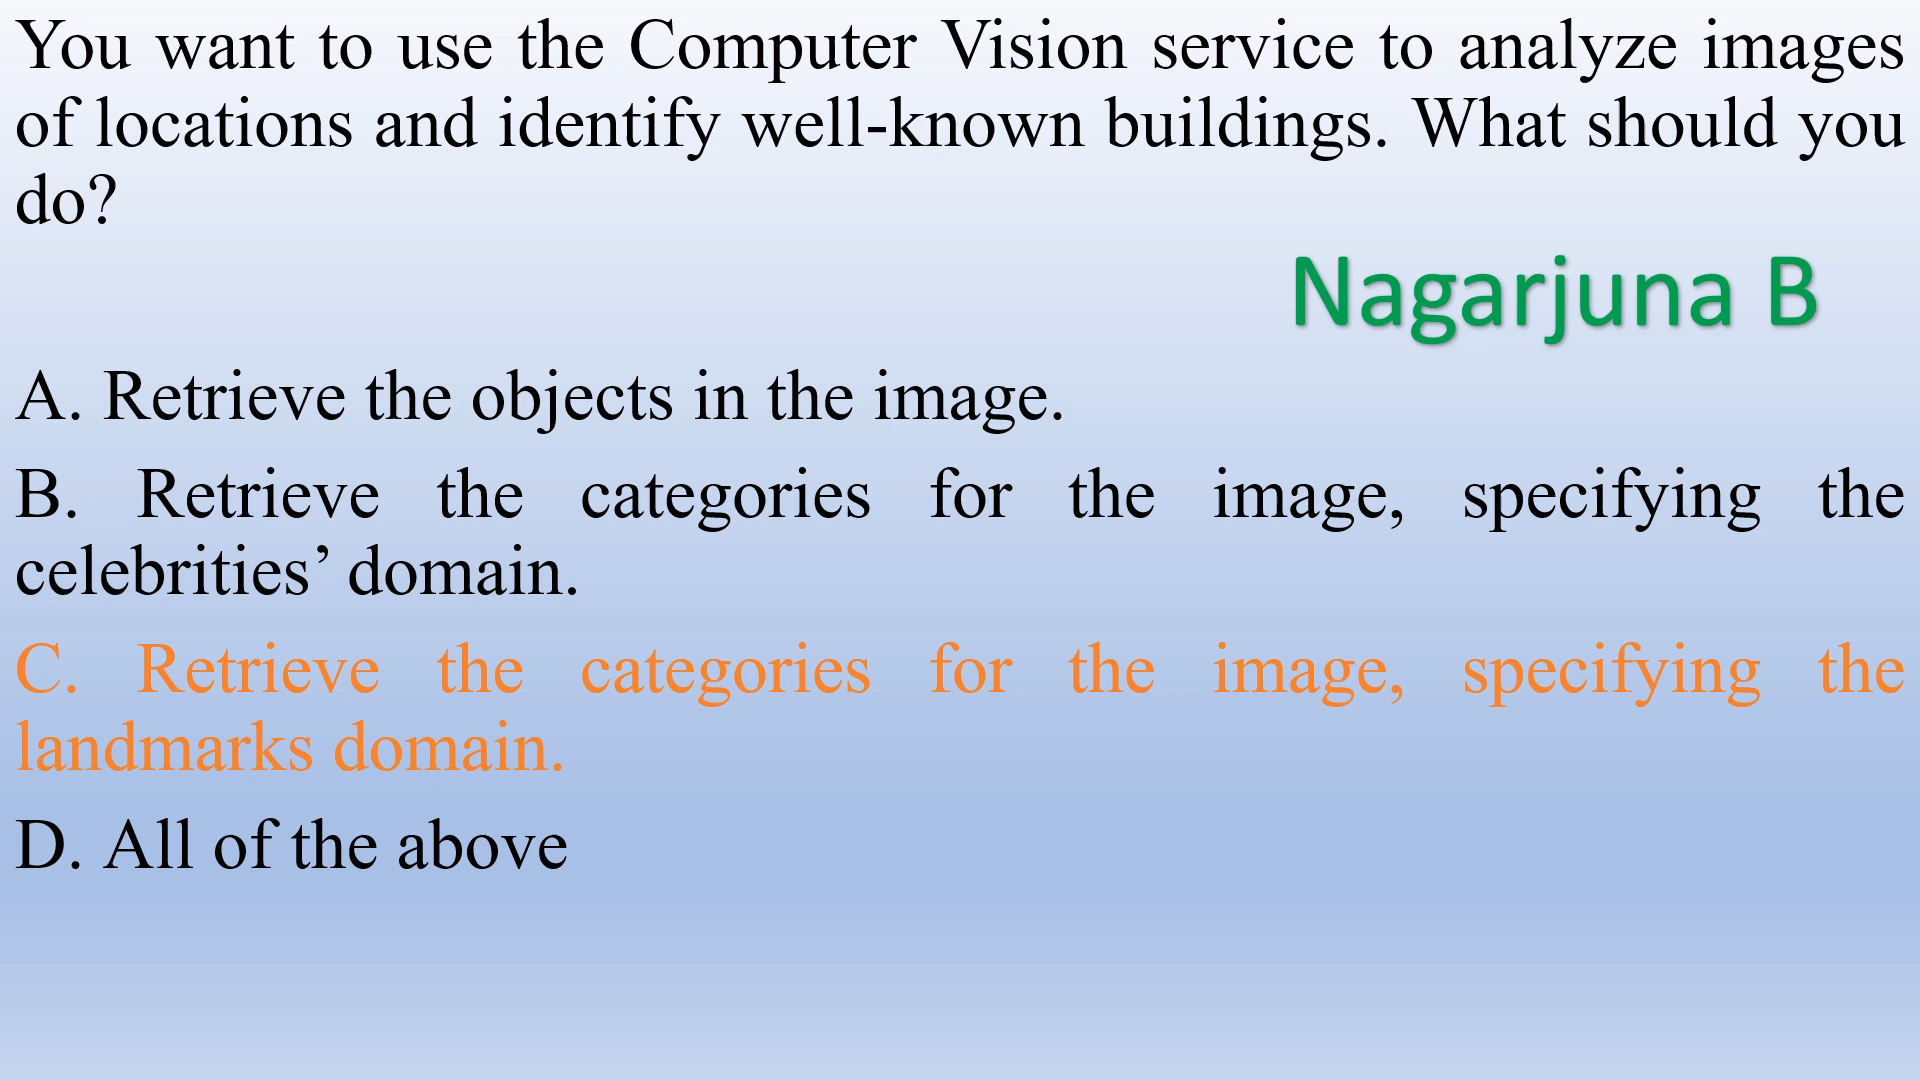 You want to use the Computer Vision service to analyze images
of locations and identify well-known buildings. What should you
do?
Nagarjuna B
A. Retrieve the objects in the image.
B. Retrieve the categories for the image, specifying the
celebrities’ domain.
C. Retrieve the categories for the image, specifying the
landmarks domain.
D. All of the above